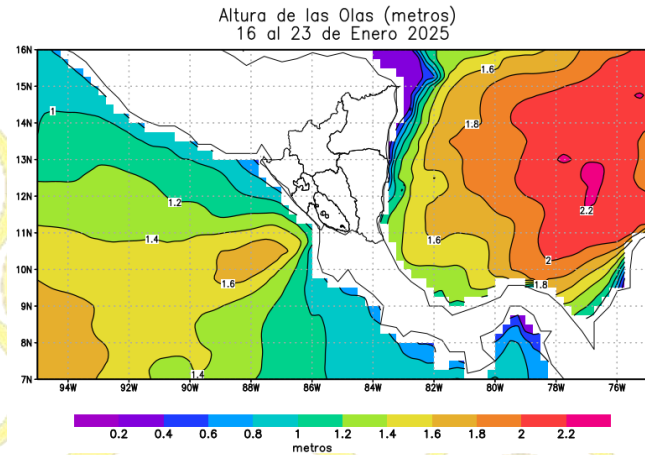 Altura de las Olas (metros)
16 al 23 de Enero 2025
16N
15N
14N
13N
12N
11N
10N
9N
8N
7N
94W 92W 90W 88W 86W 84W 82W 80W 78W 76W
1
1.2
1.4
1.6
1.4
1.6
1.8
1.6
2.2
2
1.8
0.2 0.4 0.6 0.8 1 1.2 1.4 1.6 1.8 2 2.2
metros